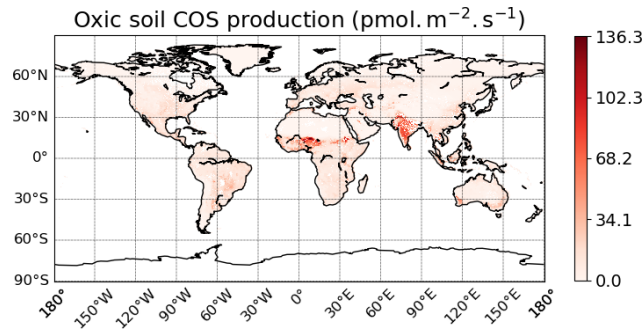 Oxic soil COS production (pmol.m⁻².s⁻¹)
136.3
102.3
68.2
34.1
0.0
60°N
30°N
0°
30°S
60°S
90°S
180° 150°W 120°W 90°W 60°W 30°W 0° 30°E 60°E 90°E 120°E 150°E 180°